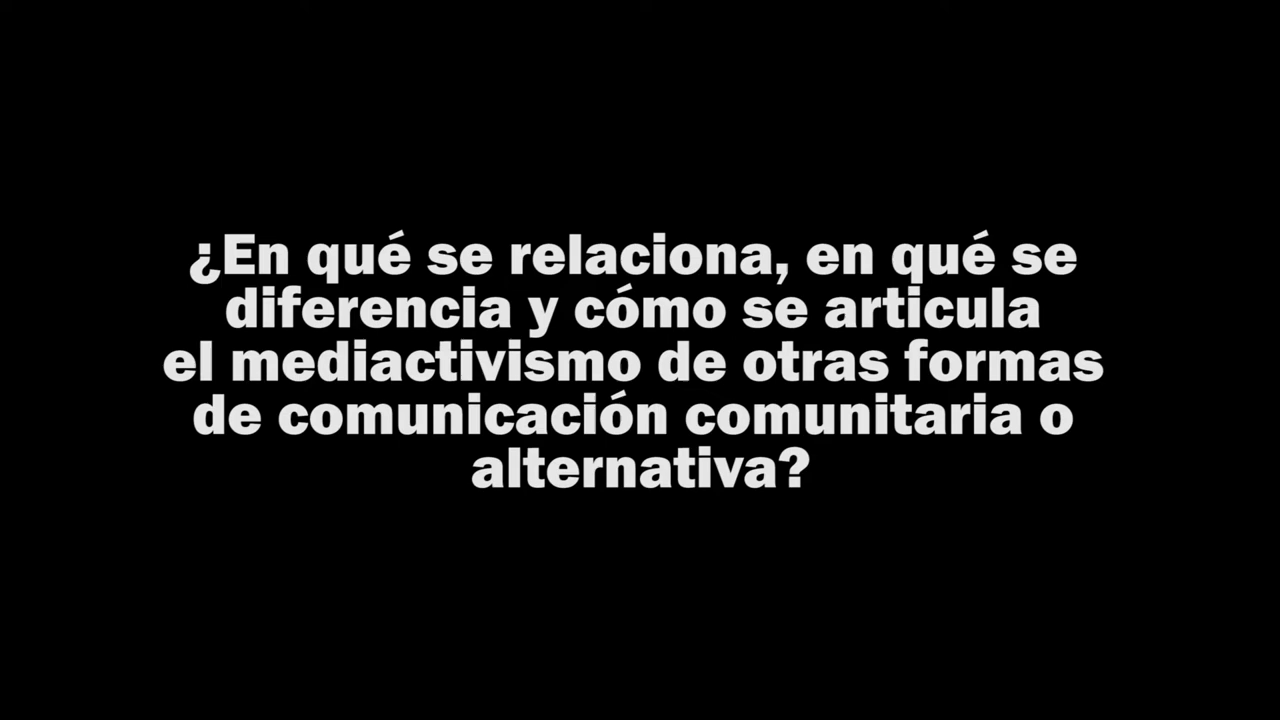 ¿En qué se relaciona, en qué se
diferencia y cómo se articula
el mediactivismo de otras formas
de comunicación comunitaria o
alternativa?